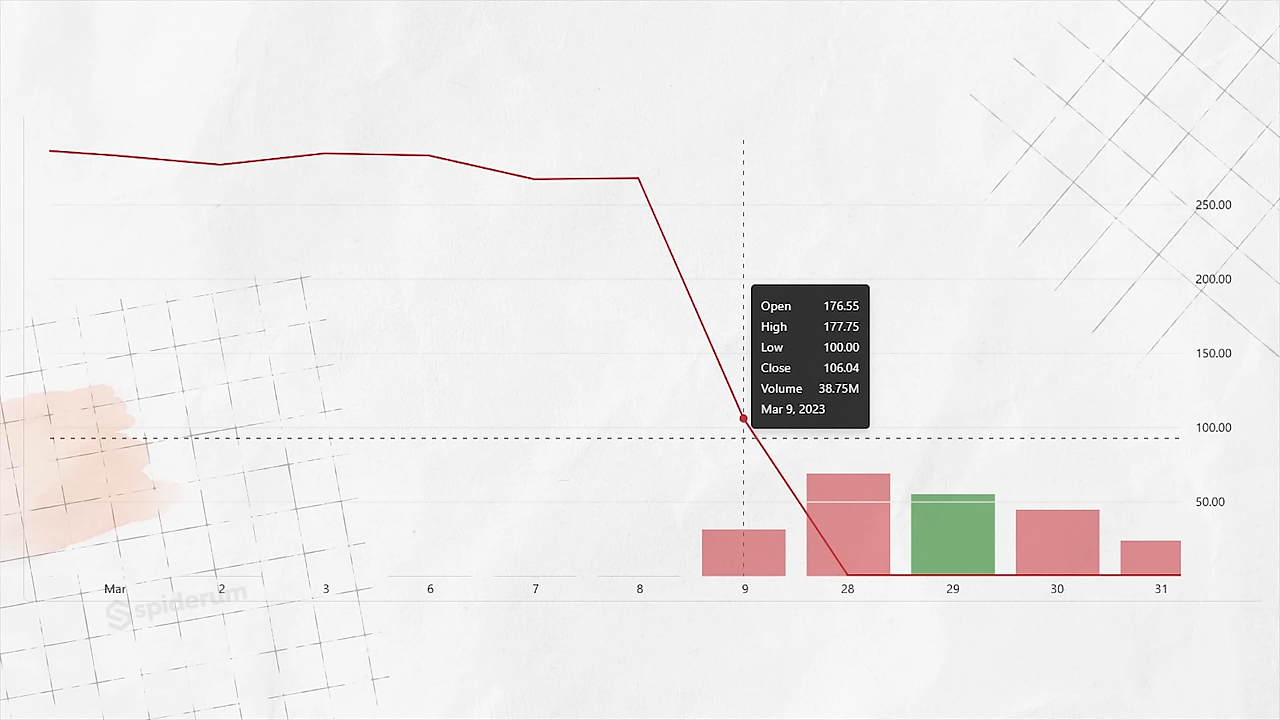 250.00
200.00
150.00
100.00
50.00
Open 176.55
High 177.75
Low 100.00
Close 106.04
Volume 38.75M
Mar 9, 2023
Mar 2 3 6 7 8 9 28 29 30 31
spiderum